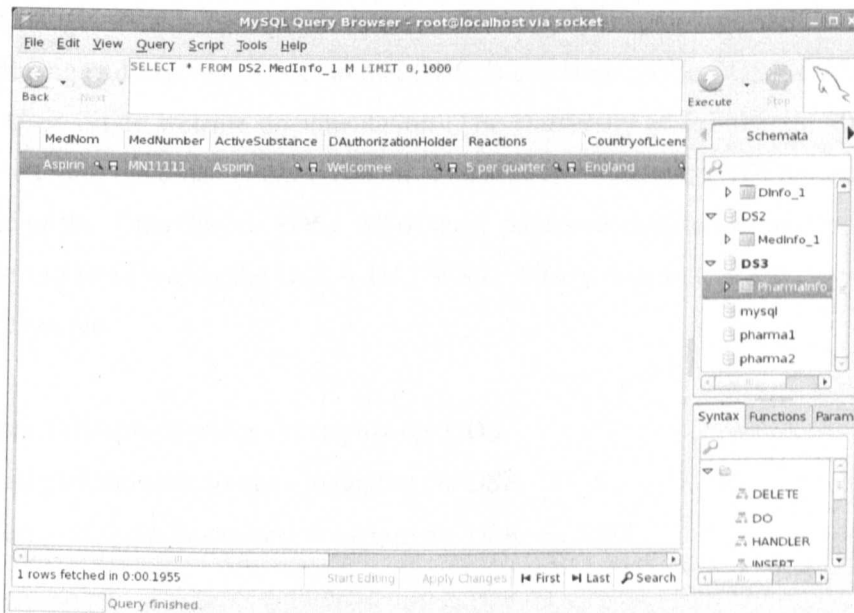 MySQL Query Browser - root@localhost via socket
File Edit View Query Script Tools Help
SELECT * FROM DS2.MedInfo_1 M LIMIT 0,1000
Back Next Execute Stop
MedNom MedNumber ActiveSubstance DAuthorizationHolder Reactions CountryofLicens
Aspirin MN11111 Aspirin Welcomee 5 per quarter England
Schemata
DInfo_1
DS2
MedInfo_1
DS3
PharmaInfo
mysql
pharma1
pharma2
Syntax Functions Param
DELETE
DO
HANDLER
INSERT
1 rows fetched in 0:00.1955 Start Editing Apply Changes First Last Search
Query finished.